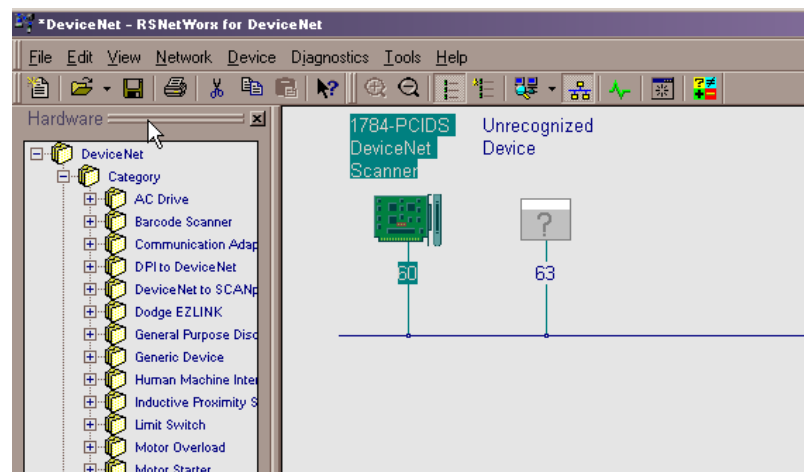 *DeviceNet - RSNetWorx for DeviceNet
File Edit View Network Device Diagnostics Tools Help
Hardware
DeviceNet
Category
AC Drive
Barcode Scanner
Communication Adap
DPI to DeviceNet
DeviceNet to SCANp
Dodge EZLINK
General Purpose Disc
Generic Device
Human Machine Inter
Inductive Proximity S
Limit Switch
Motor Overload
Motor Starter
1784-PCIDS
DeviceNet
Scanner
60
Unrecognized
Device
?
63